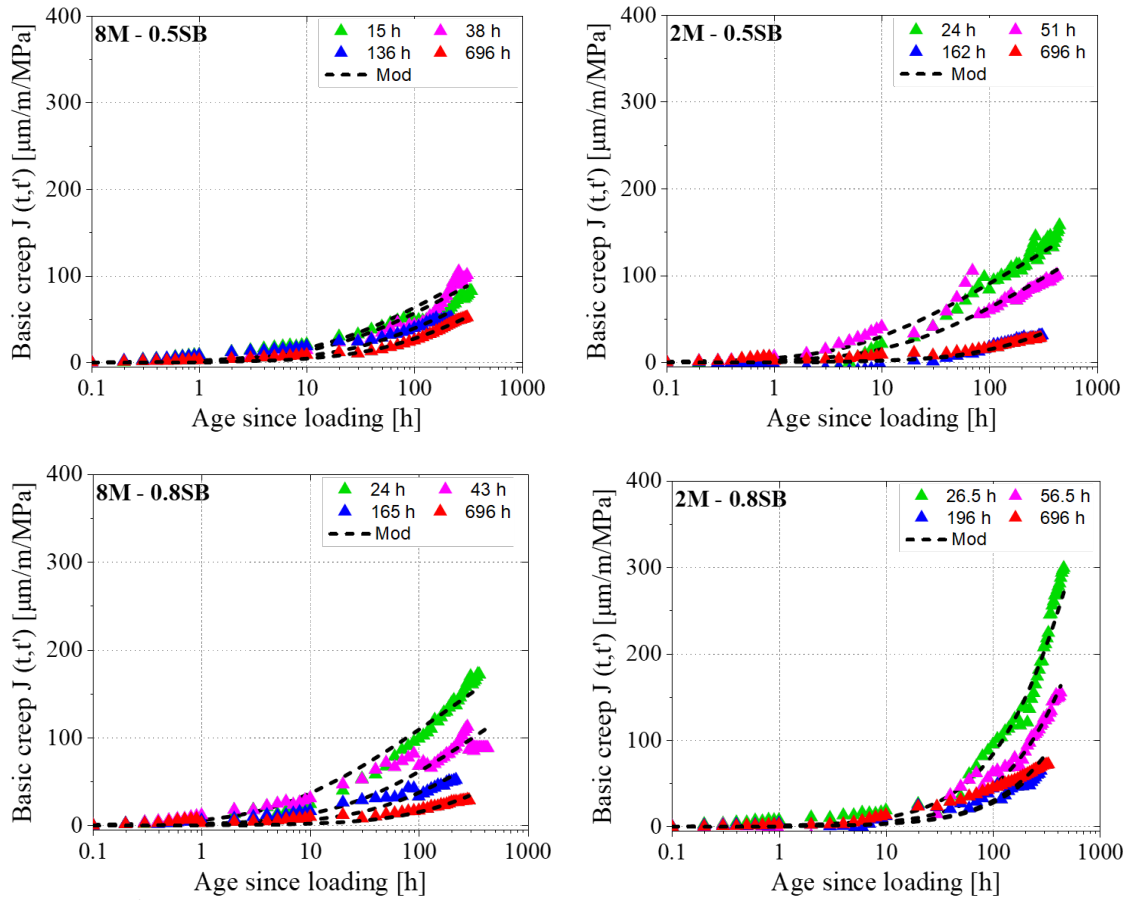 8M - 0.5SB
15 h 38 h
136 h 696 h
Mod
400
300
200
100
0
0.1 1 10 100 1000
Basic creep J (t,t') [μm/m/MPa]
Age since loading [h]
2M - 0.5SB
24 h 51 h
162 h 696 h
Mod
400
300
200
100
0
0.1 1 10 100 1000
Basic creep J (t,t') [μm/m/MPa]
Age since loading [h]
8M - 0.8SB
24 h 43 h
165 h 696 h
Mod
400
300
200
100
0
0.1 1 10 100 1000
Basic creep J (t,t') [μm/m/MPa]
Age since loading [h]
2M - 0.8SB
26.5 h 56.5 h
196 h 696 h
Mod
400
300
200
100
0
0.1 1 10 100 1000
Basic creep J (t,t') [μm/m/MPa]
Age since loading [h]